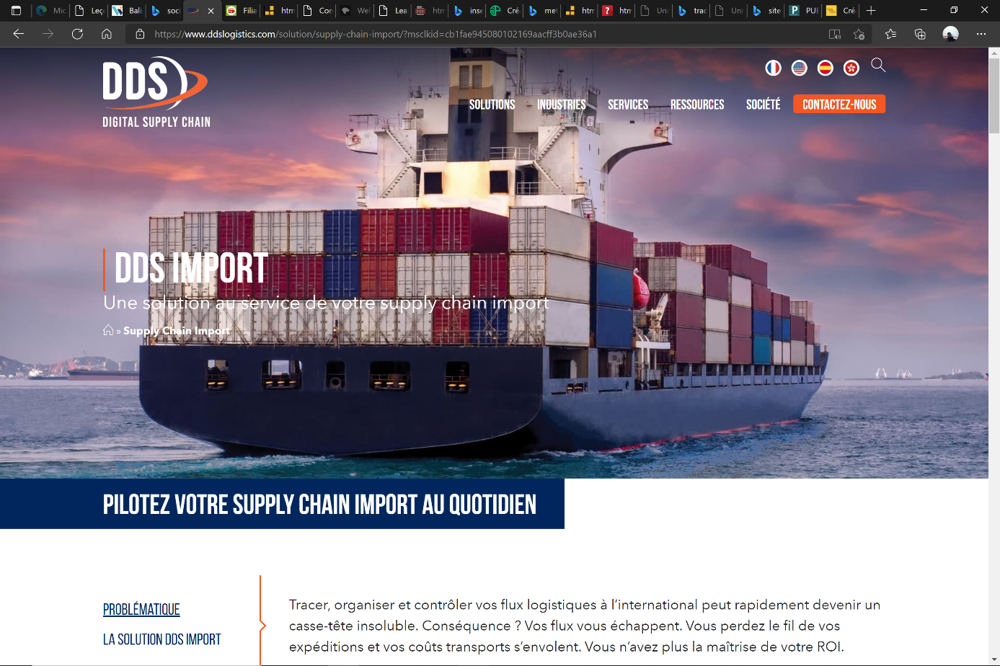 Mic
Leç
Bali
soci
Filia
htm
Con
Wel
Lea
htm
inse
Cré
met
htm
htm
Uni
trac
Uni
site
PUB
Cré
https://www.ddslogistics.com/solution/supply-chain-import/?msclkid=cb1fae945080102169aacff3b0ae36a1
DDS
DIGITAL SUPPLY CHAIN
SOLUTIONS INDUSTRIES SERVICES RESSOURCES SOCIÉTÉ CONTACTEZ-NOUS
DDS IMPORT
Une solution au service de votre supply chain import
» Supply Chain Import
PILOTEZ VOTRE SUPPLY CHAIN IMPORT AU QUOTIDIEN
PROBLÉMATIQUE
LA SOLUTION DDS IMPORT
Tracer, organiser et contrôler vos flux logistiques à l’international peut rapidement devenir un
casse-tête insoluble. Conséquence ? Vos flux vous échappent. Vous perdez le fil de vos
expéditions et vos coûts transports s’envolent. Vous n’avez plus la maîtrise de votre ROI.